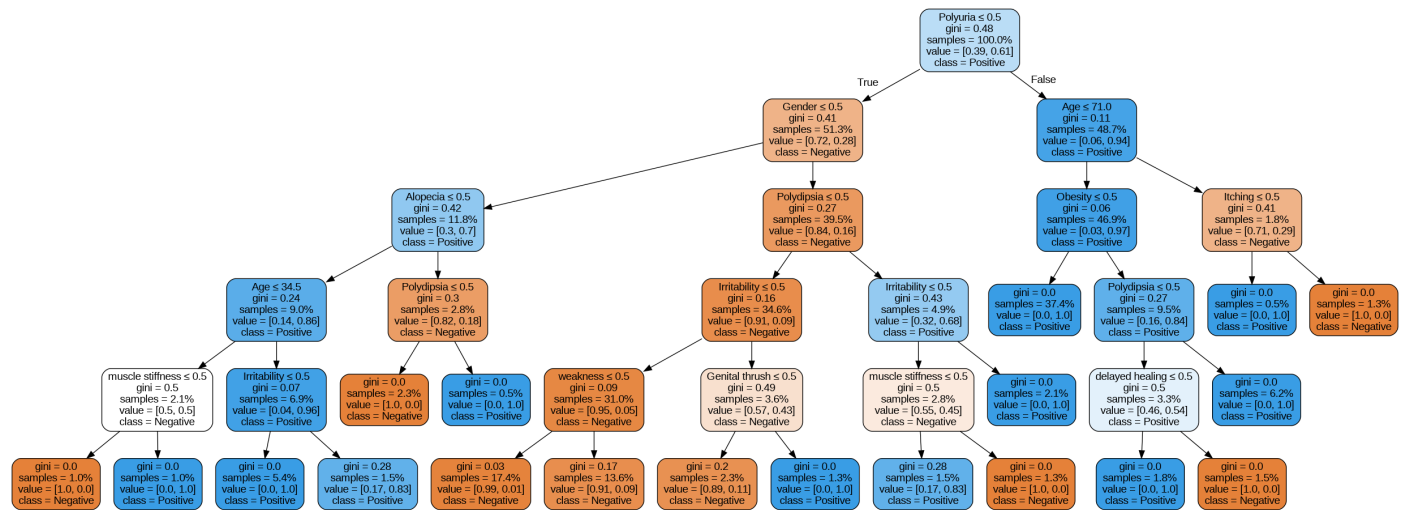 Polyuria ≤ 0.5
gini = 0.48
samples = 100.0%
value = [0.39, 0.61]
class = Positive
True
False
Gender ≤ 0.5
gini = 0.41
samples = 51.3%
value = [0.72, 0.28]
class = Negative
Age ≤ 71.0
gini = 0.11
samples = 48.7%
value = [0.06, 0.94]
class = Positive
Alopecia ≤ 0.5
gini = 0.42
samples = 11.8%
value = [0.3, 0.7]
class = Positive
Polydipsia ≤ 0.5
gini = 0.27
samples = 39.5%
value = [0.84, 0.16]
class = Negative
Obesity ≤ 0.5
gini = 0.06
samples = 46.9%
value = [0.03, 0.97]
class = Positive
Itching ≤ 0.5
gini = 0.41
samples = 1.8%
value = [0.71, 0.29]
class = Negative
Age ≤ 34.5
gini = 0.24
samples = 9.0%
value = [0.14, 0.86]
class = Positive
Polydipsia ≤ 0.5
gini = 0.3
samples = 2.8%
value = [0.82, 0.18]
class = Negative
Irritability ≤ 0.5
gini = 0.16
samples = 34.6%
value = [0.91, 0.09]
class = Negative
Irritability ≤ 0.5
gini = 0.43
samples = 4.9%
value = [0.32, 0.68]
class = Positive
gini = 0.0
samples = 37.4%
value = [0.0, 1.0]
class = Positive
Polydipsia ≤ 0.5
gini = 0.27
samples = 9.5%
value = [0.16, 0.84]
class = Positive
gini = 0.0
samples = 0.5%
value = [0.0, 1.0]
class = Positive
gini = 0.0
samples = 1.3%
value = [1.0, 0.0]
class = Negative
muscle stiffness ≤ 0.5
gini = 0.5
samples = 2.1%
value = [0.5, 0.5]
class = Negative
Irritability ≤ 0.5
gini = 0.07
samples = 6.9%
value = [0.04, 0.96]
class = Positive
gini = 0.0
samples = 2.3%
value = [1.0, 0.0]
class = Negative
gini = 0.0
samples = 0.5%
value = [0.0, 1.0]
class = Positive
weakness ≤ 0.5
gini = 0.09
samples = 31.0%
value = [0.95, 0.05]
class = Negative
Genital thrush ≤ 0.5
gini = 0.49
samples = 3.6%
value = [0.57, 0.43]
class = Negative
muscle stiffness ≤ 0.5
gini = 0.5
samples = 2.8%
value = [0.55, 0.45]
class = Negative
gini = 0.0
samples = 2.1%
value = [0.0, 1.0]
class = Positive
delayed healing ≤ 0.5
gini = 0.5
samples = 3.3%
value = [0.46, 0.54]
class = Positive
gini = 0.0
samples = 6.2%
value = [0.0, 1.0]
class = Positive
gini = 0.0
samples = 1.0%
value = [1.0, 0.0]
class = Negative
gini = 0.0
samples = 1.0%
value = [0.0, 1.0]
class = Positive
gini = 0.0
samples = 5.4%
value = [0.0, 1.0]
class = Positive
gini = 0.28
samples = 1.5%
value = [0.17, 0.83]
class = Positive
gini = 0.03
samples = 17.4%
value = [0.99, 0.01]
class = Negative
gini = 0.17
samples = 13.6%
value = [0.91, 0.09]
class = Negative
gini = 0.2
samples = 2.3%
value = [0.89, 0.11]
class = Negative
gini = 0.0
samples = 1.3%
value = [0.0, 1.0]
class = Positive
gini = 0.28
samples = 1.5%
value = [0.17, 0.83]
class = Positive
gini = 0.0
samples = 1.3%
value = [1.0, 0.0]
class = Negative
gini = 0.0
samples = 1.8%
value = [0.0, 1.0]
class = Positive
gini = 0.0
samples = 1.5%
value = [1.0, 0.0]
class = Negative